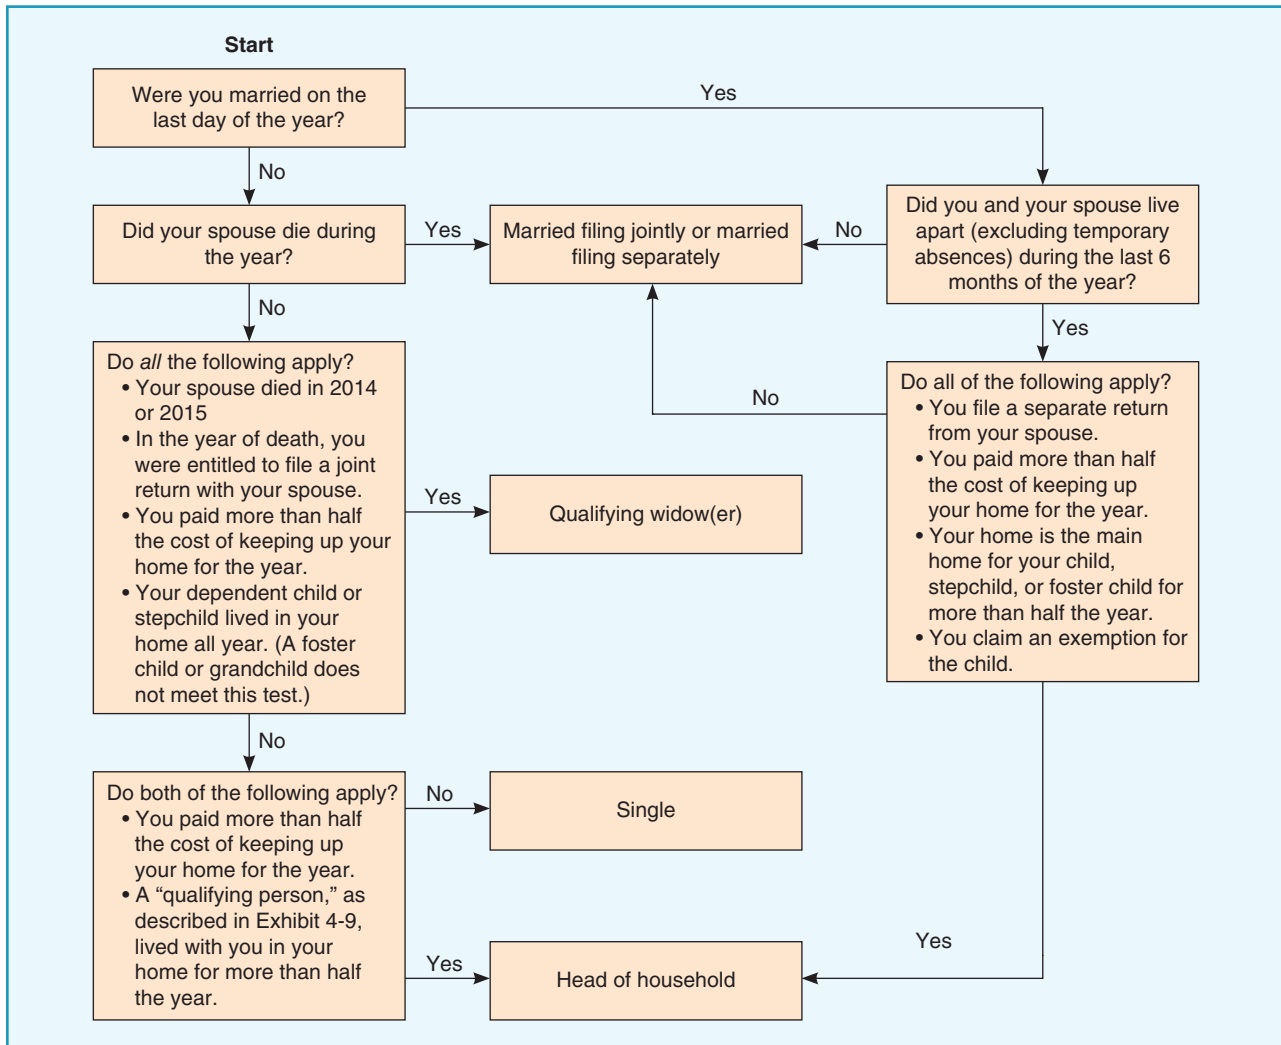 Start
Were you married on the
last day of the year?
Yes
No
Did your spouse die during
the year?
Yes
Married filing jointly or married
filing separately
No
Did you and your spouse live
apart (excluding temporary
absences) during the last 6
months of the year?
No
Yes
Do all the following apply?
• Your spouse died in 2014
or 2015
• In the year of death, you
were entitled to file a joint
return with your spouse.
• You paid more than half
the cost of keeping up your
home for the year.
• Your dependent child or
stepchild lived in your
home all year. (A foster
child or grandchild does
not meet this test.)
Yes
Qualifying widow(er)
No
Do all of the following apply?
• You file a separate return
from your spouse.
• You paid more than half
the cost of keeping up
your home for the year.
• Your home is the main
home for your child,
stepchild, or foster child for
more than half the year.
• You claim an exemption for
the child.
No
Do both of the following apply?
• You paid more than half
the cost of keeping up
your home for the year.
• A “qualifying person,” as
described in Exhibit 4-9,
lived with you in your
home for more than half
the year.
No
Single
Yes
Head of household
Yes